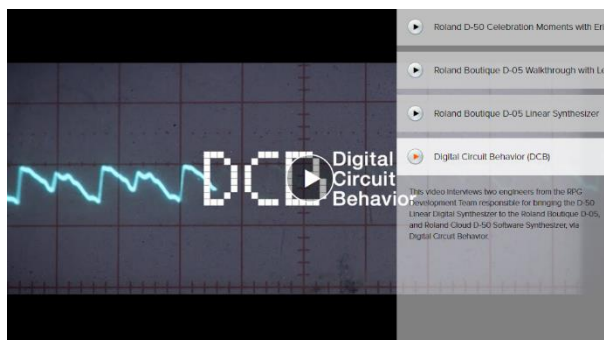 Roland D-50 Celebration Moments with
Roland Boutique D-05 Walkthrough with
Roland Boutique D-05 Linear Synthesizer
DCB Digital
Circuit
Behavior
Digital Circuit Behavior (DCB)
This video interviews two engineers from the RPG
Development Team responsible for bringing the D-50
Linear Digital Synthesizer to the Roland Boutique D-05,
and Roland Cloud D-50 Software Synthesizer, via
Digital Circuit Behavior.